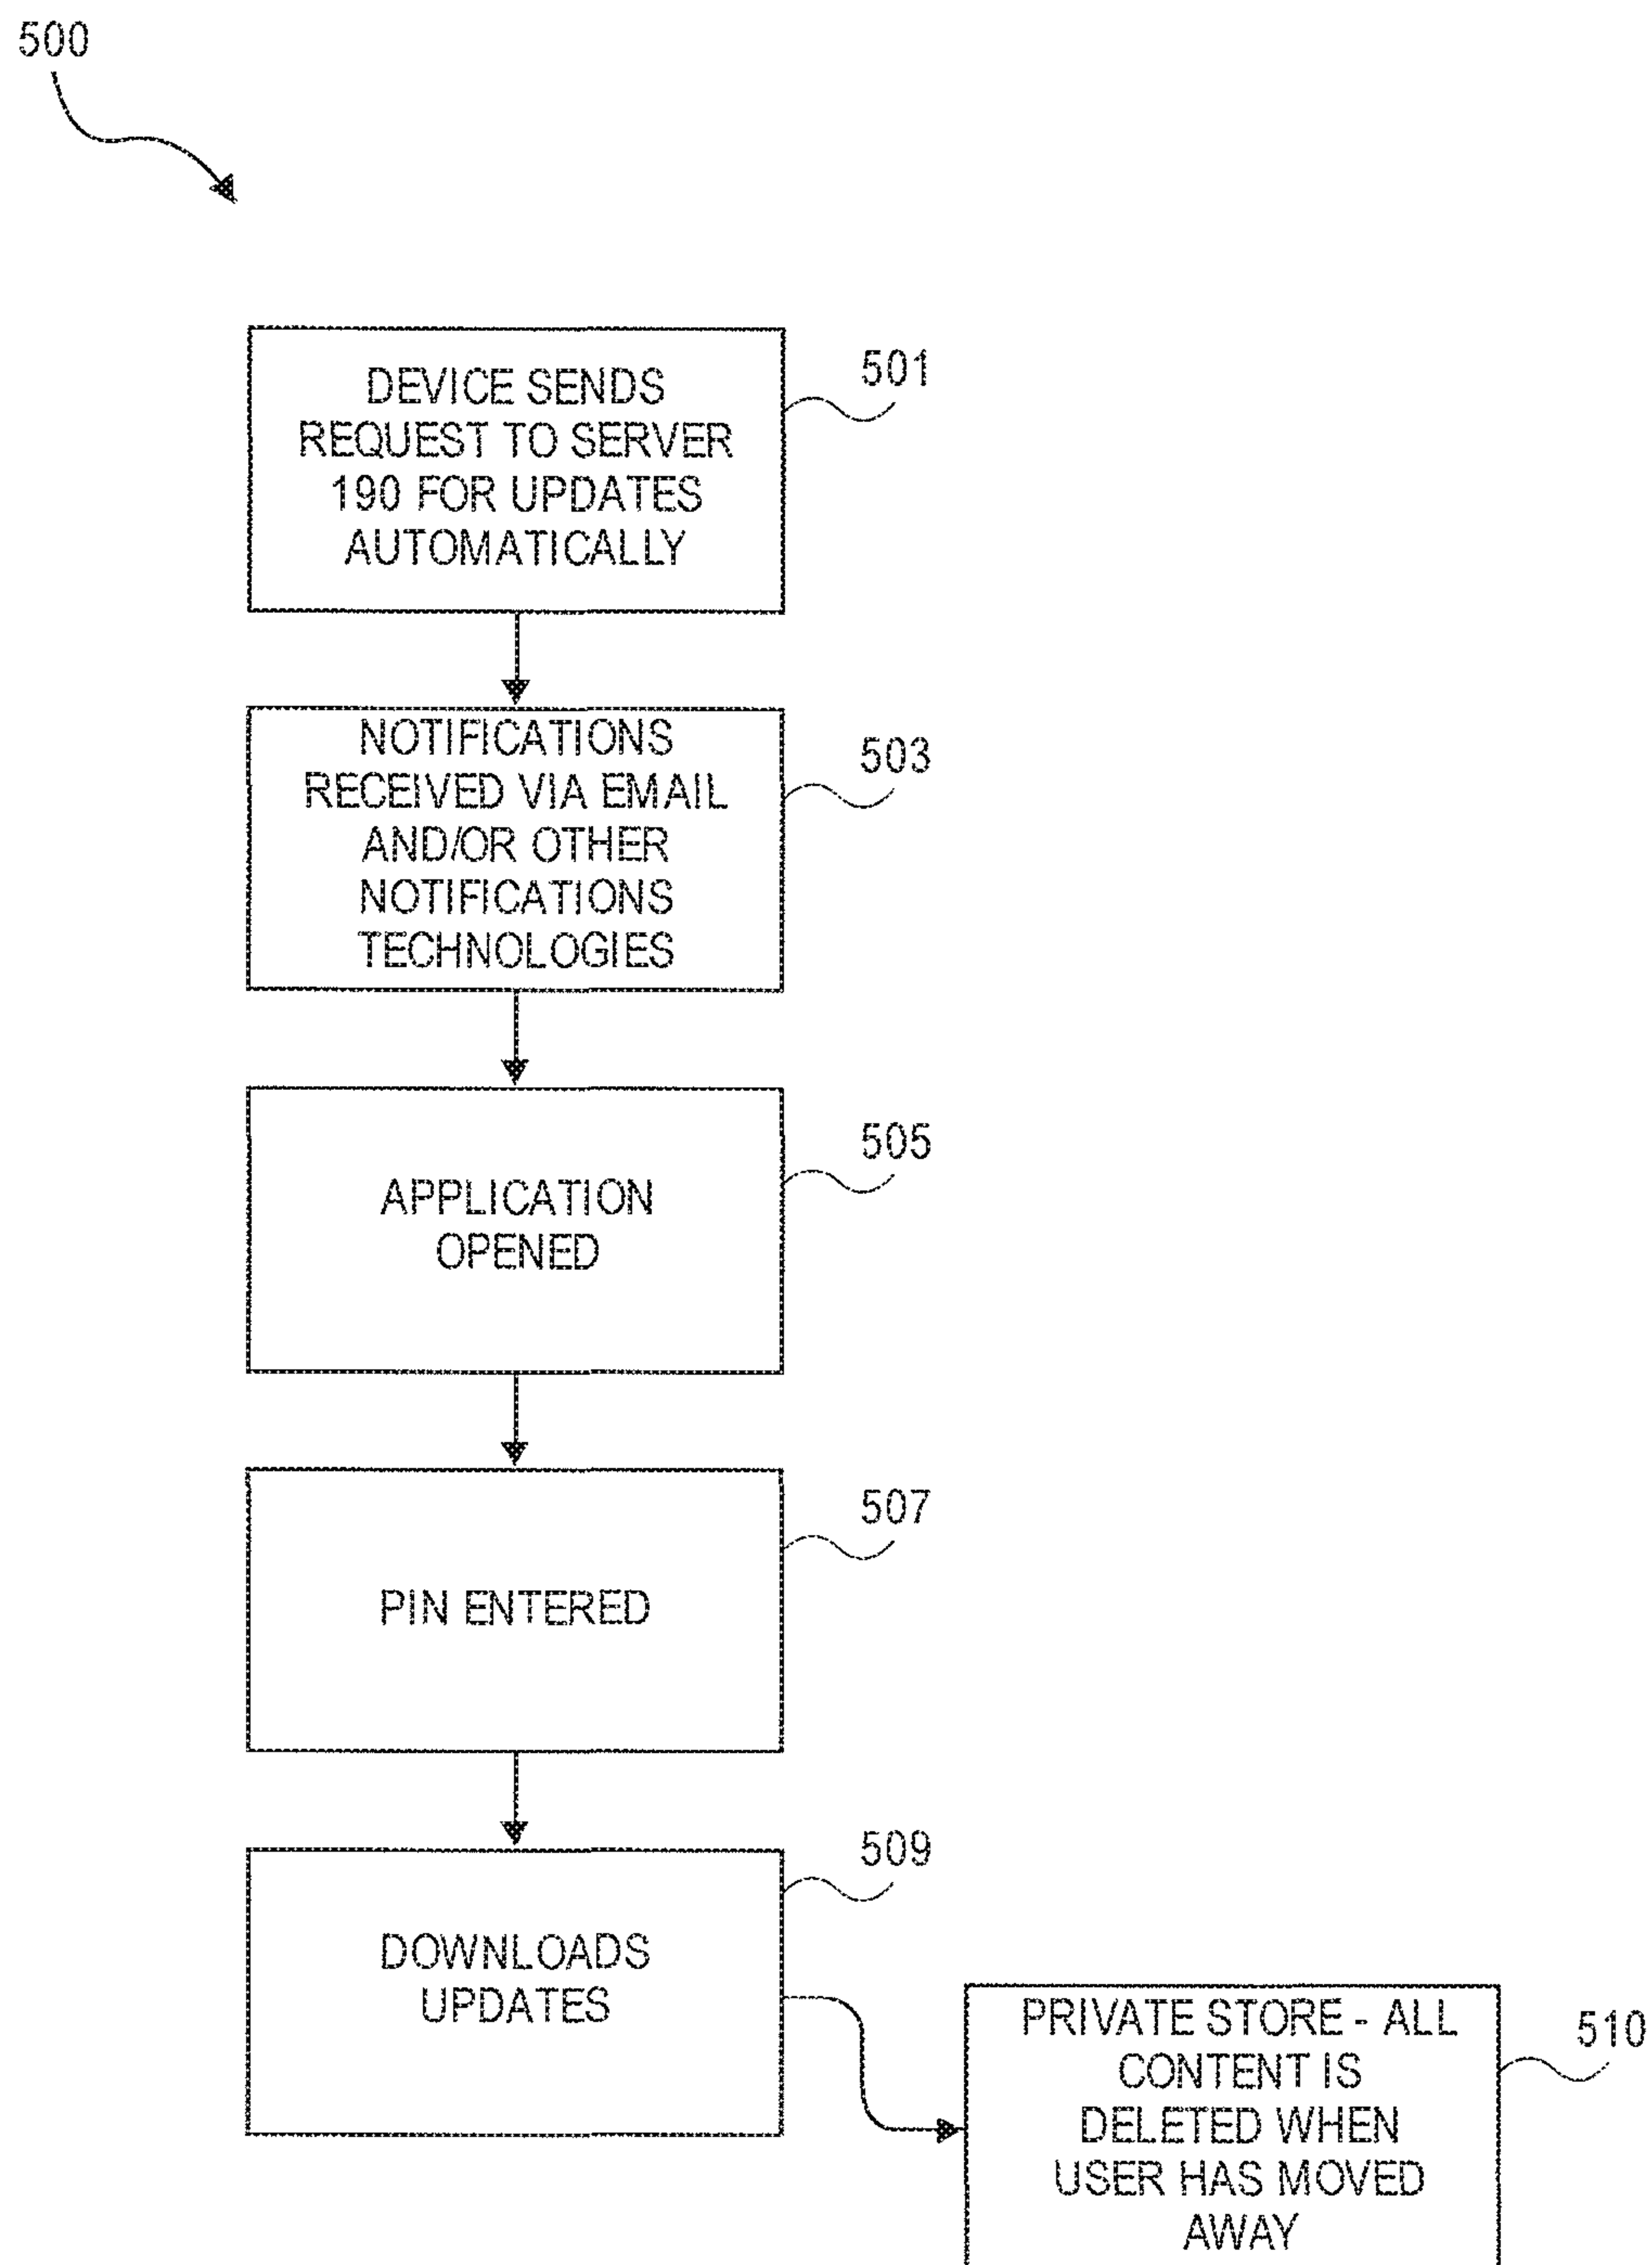 500
DEVICE SENDS
REQUEST TO SERVER
190 FOR UPDATES
AUTOMATICALLY
501
NOTIFICATIONS
RECEIVED VIA EMAIL
AND/OR OTHER
NOTIFICATIONS
TECHNOLOGIES
503
APPLICATION
OPENED
505
PIN ENTERED
507
DOWNLOADS
UPDATES
509
PRIVATE STORE - ALL
CONTENT IS
DELETED WHEN
USER HAS MOVED
AWAY
510